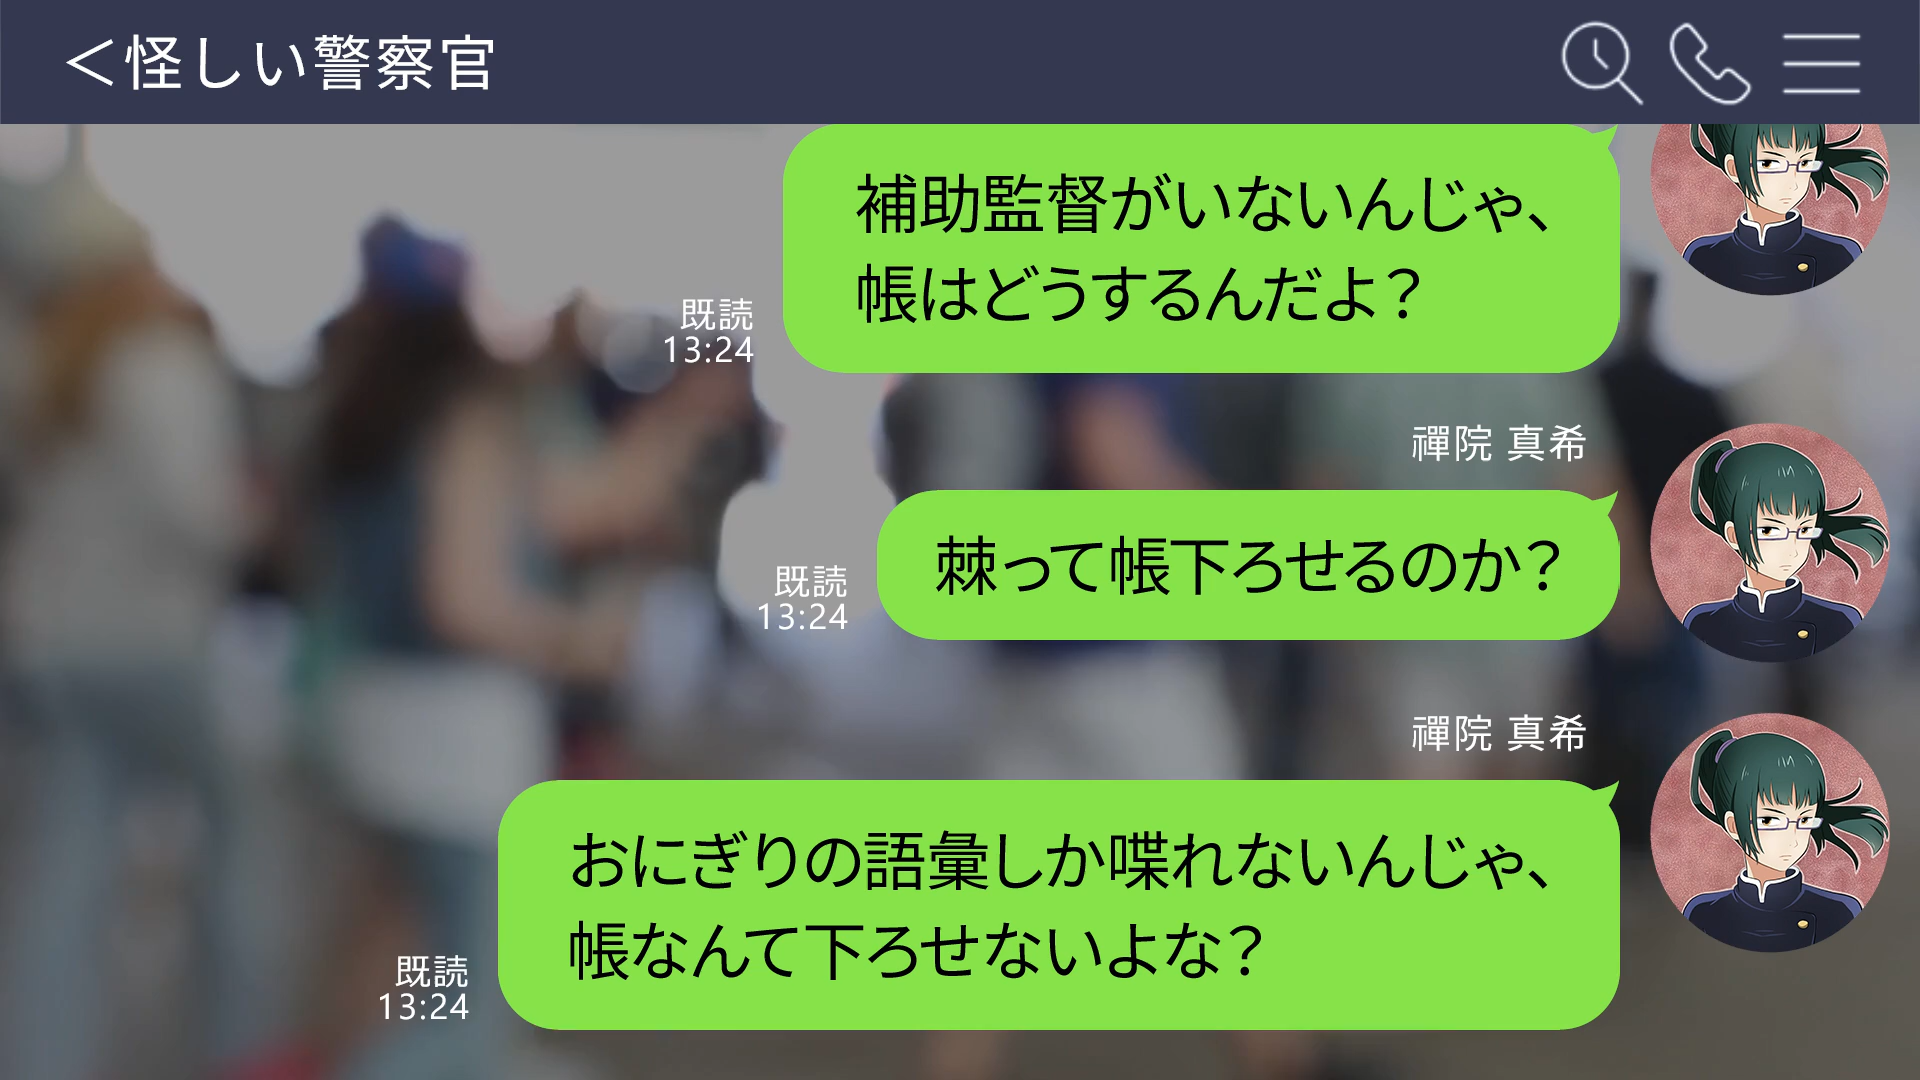 ＜怪しい警察官
補助監督がいないんじゃ、
帳はどうするんだよ？
既読
13:24
禪院 真希
棘って帳下ろせるのか？
既読
13:24
禪院 真希
おにぎりの語彙しか喋れないんじゃ、
帳なんて下ろせないよな？
既読
13:24